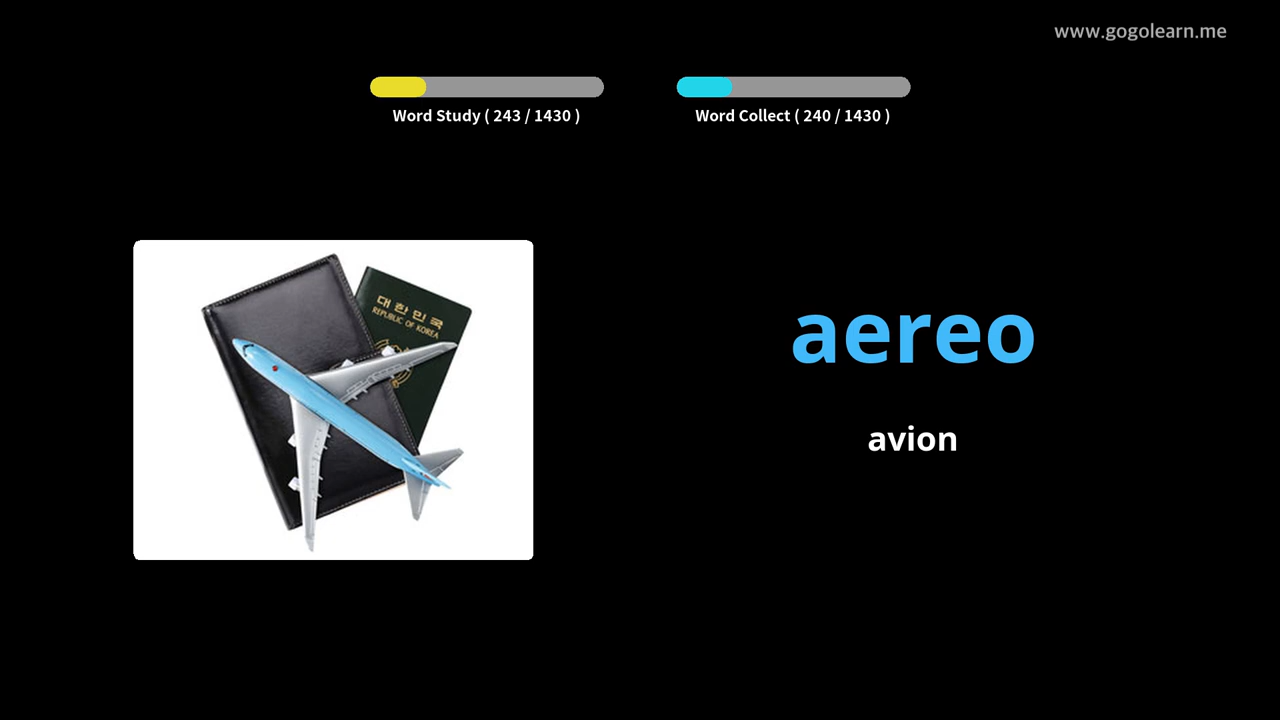 www.gogolearn.me
Word Study ( 243 / 1430 )
Word Collect ( 240 / 1430 )
대한민국
REPUBLIC OF KOREA
aereo
avion